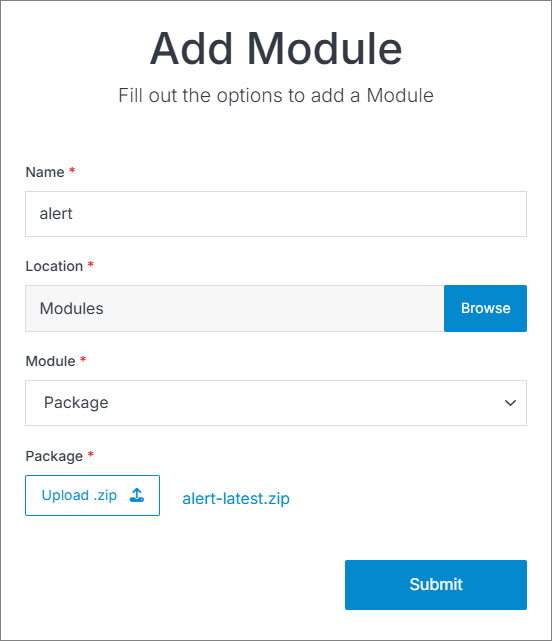 Add Module
Fill out the options to add a Module
Name *
alert
Location *
Modules
Browse
Module *
Package
Package *
Upload .zip
alert-latest.zip
Submit